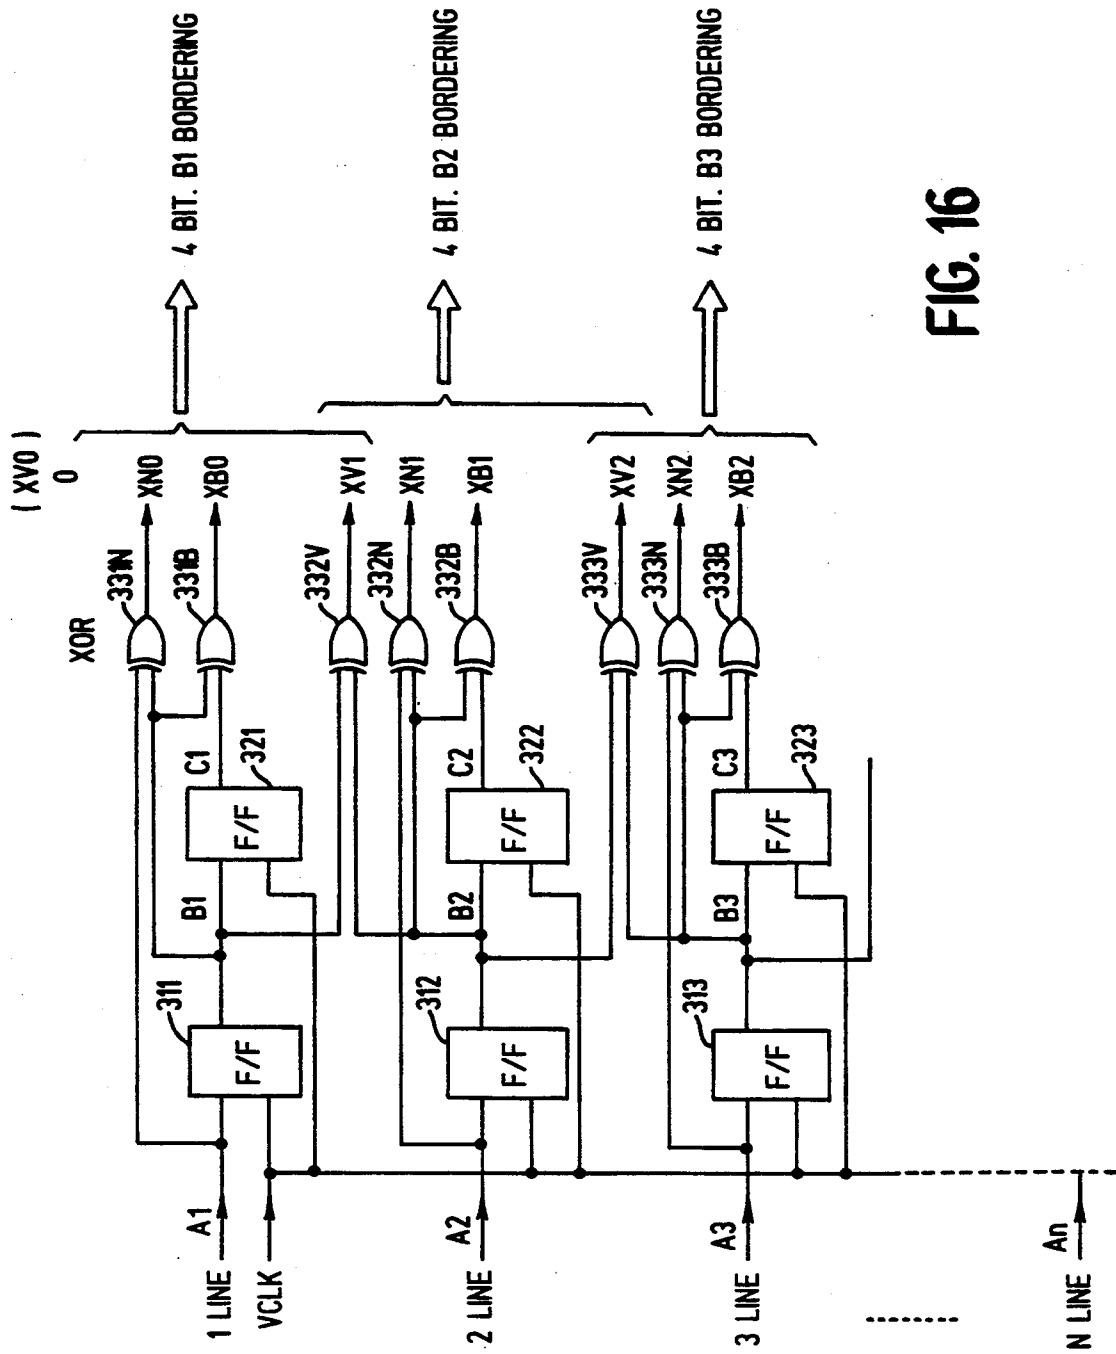 ( XV0 )
0
XOR
331N
XN0
331B
XB0
4 BIT. B1 BORDERING
1 LINE
A1
VCLK
311
F/F
B1
321
F/F
C1
332V
XV1
332N
XN1
332B
XB1
4 BIT. B2 BORDERING
2 LINE
A2
312
F/F
B2
322
F/F
C2
333V
XV2
333N
XN2
333B
XB2
4 BIT. B3 BORDERING
3 LINE
A3
313
F/F
B3
323
F/F
C3
N LINE
An
FIG. 16